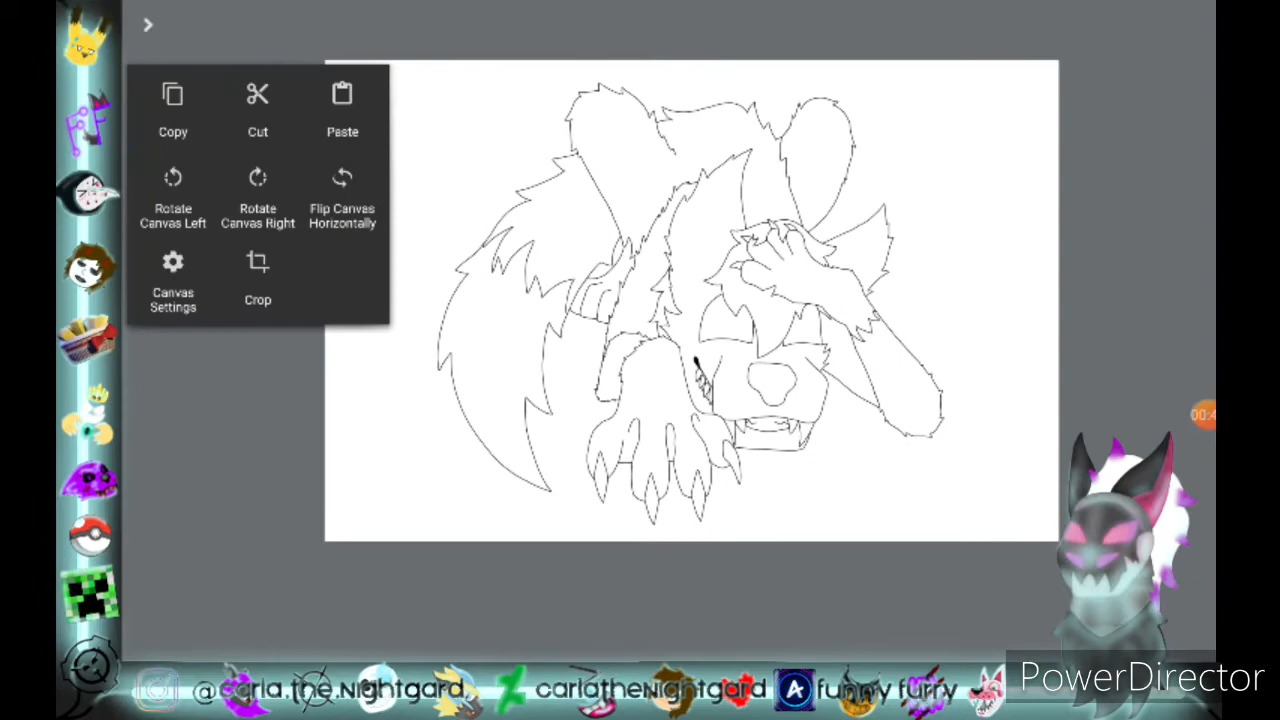 Copy
Cut
Paste
Rotate
Canvas Left
Rotate
Canvas Right
Flip Canvas
Horizontally
Canvas
Settings
Crop
@carla.the.nightgard.
carlathenightgard
funny furry
PowerDirector